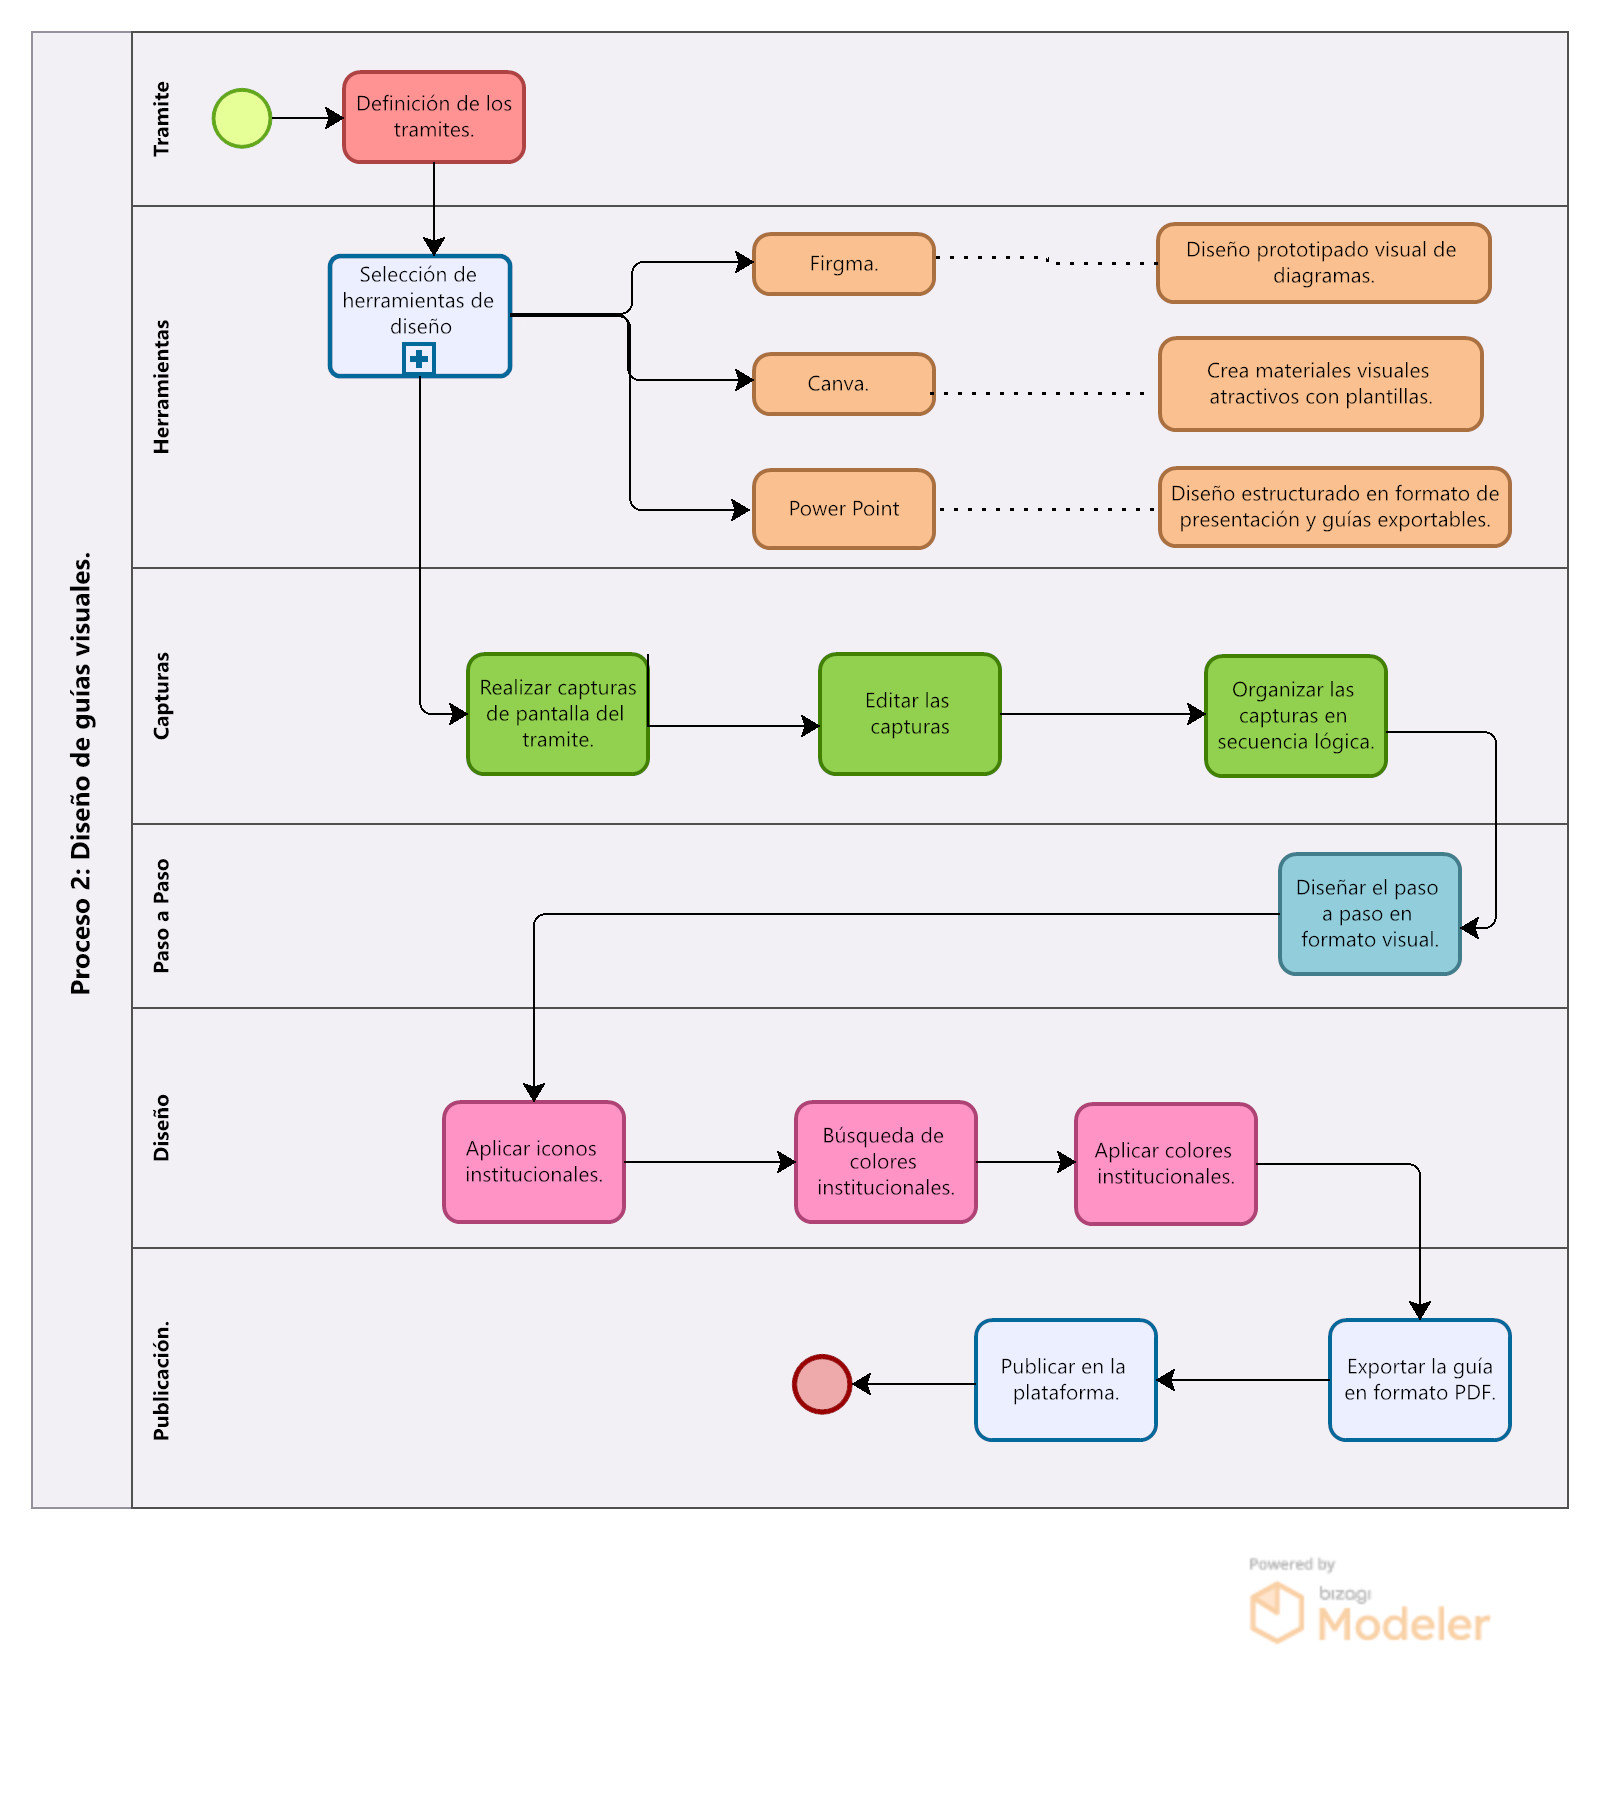 Proceso 2: Diseño de guías visuales.
Tramite
Definición de los
tramites.
Herramientas
Selección de
herramientas de
diseño
Firgma.
Diseño prototipado visual de
diagramas.
Canva.
Crea materiales visuales
atractivos con plantillas.
Power Point
Diseño estructurado en formato de
presentación y guías exportables.
Capturas
Realizar capturas
de pantalla del
tramite.
Editar las
capturas
Organizar las
capturas en
secuencia lógica.
Paso a Paso
Diseñar el paso
a paso en
formato visual.
Diseño
Aplicar iconos
institucionales.
Búsqueda de
colores
institucionales.
Aplicar colores
institucionales.
Publicación.
Publicar en la
plataforma.
Exportar la guía
en formato PDF.
Powered by
bizagi
Modeler